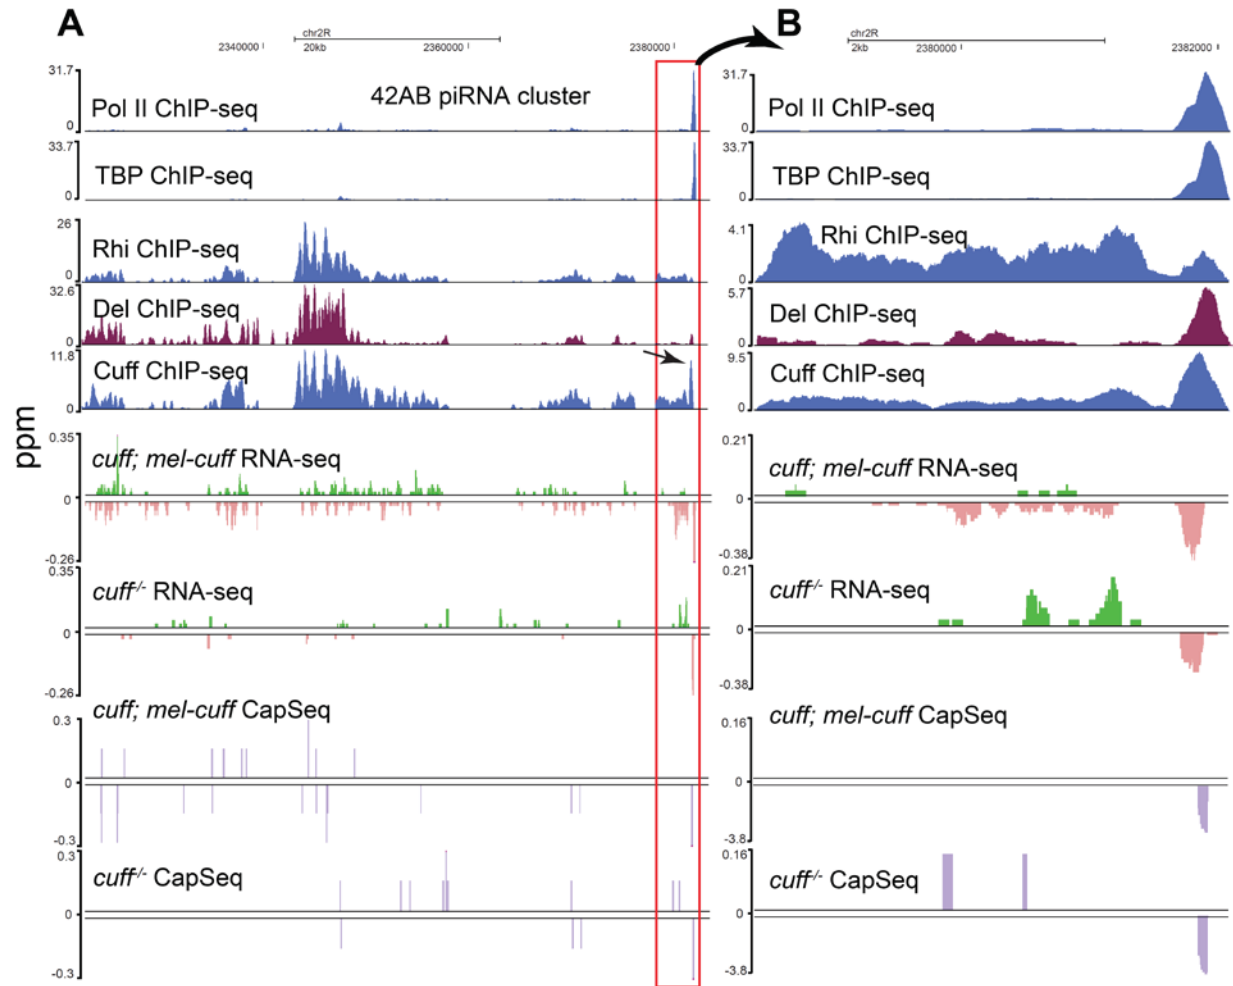 A
chr2R
2340000
20kb
2360000
2380000
31.7
Pol II ChIP-seq
42AB piRNA cluster
0
33.7
TBP ChIP-seq
0
26
Rhi ChIP-seq
0
32.6
Del ChIP-seq
0
11.8
Cuff ChIP-seq
0
ppm
0.35
cuff; mel-cuff RNA-seq
0
-0.26
0.35
cuff-/- RNA-seq
0
-0.26
cuff; mel-cuff CapSeq
0.3
0
-0.3
0.3
cuff-/- CapSeq
0
-0.3
B
chr2R
2kb
2380000
2382000
31.7
Pol II ChIP-seq
0
33.7
TBP ChIP-seq
0
4.1
Rhi ChIP-seq
0
5.7
Del ChIP-seq
0
9.5
Cuff ChIP-seq
0
0.21
cuff; mel-cuff RNA-seq
0
-0.38
0.21
cuff-/- RNA-seq
0
-0.38
cuff; mel-cuff CapSeq
0.16
0
-3.8
0.16
cuff-/- CapSeq
0
-3.8